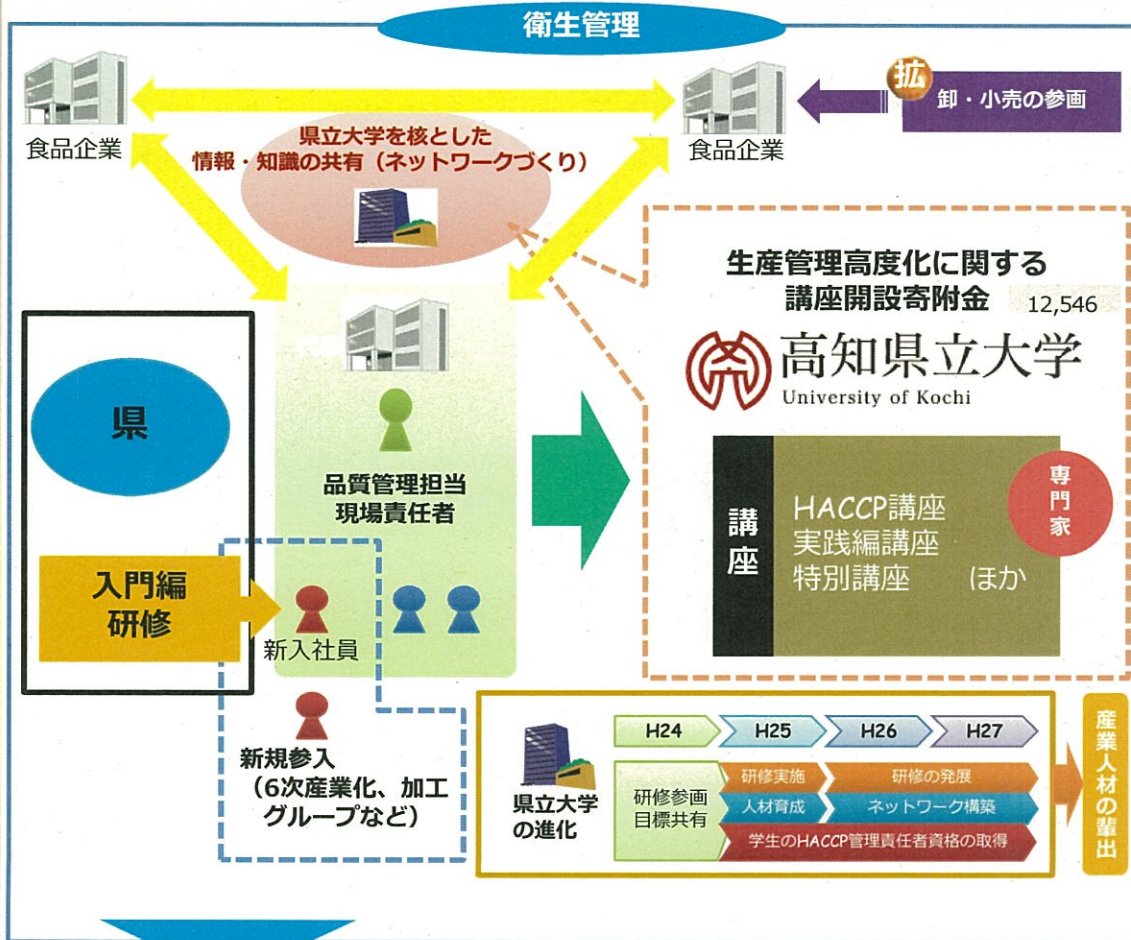 衛生管理
食品企業
県立大学を核とした
情報・知識の共有（ネットワークづくり）
食品企業
拡
卸・小売の参画
生産管理高度化に関する
講座開設寄附金 12,546
高知県立大学
University of Kochi
県
品質管理担当
現場責任者
講座
HACCP講座
実践編講座
特別講座 ほか
専門家
入門編
研修
新入社員
新規参入
（6次産業化、加工
グループなど）
県立大学
の進化
H24 H25 H26 H27
研修参画
目標共有
研修実施 研修の発展
人材育成 ネットワーク構築
学生のHACCP管理責任者資格の取得
産業人材の輩出